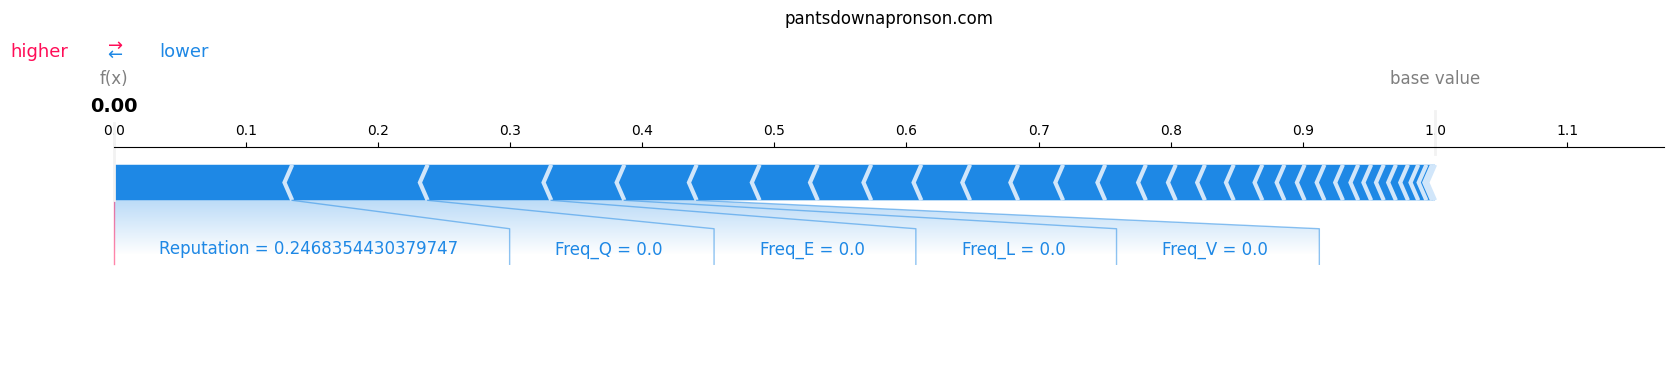 pantsdownapronson.com
higher ⇄ lower
f(x) base value
0.00
0.0 0.1 0.2 0.3 0.4 0.5 0.6 0.7 0.8 0.9 1.0 1.1
Reputation = 0.2468354430379747 Freq_Q = 0.0 Freq_E = 0.0 Freq_L = 0.0 Freq_V = 0.0